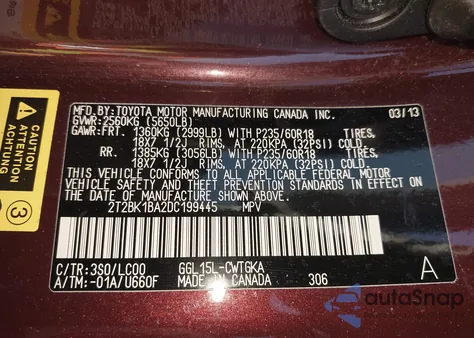 MFD.BY:TOYOTA MOTOR MANUFACTURING CANADA INC. 03/13
GVWR:2560KG (5650LB)
GAWR:FRT. 1360KG (2999LB) WITH P235/60R18 TIRES,
18X7 1/2J RIMS, AT 220KPA (32PSI) COLD
RR. 1385KG (3056LB) WITH P235/60R18 TIRES,
18X7 1/2J RIMS, AT 220KPA (32PSI) COLD
THIS VEHICLE CONFORMS TO ALL APPLICABLE FEDERAL MOTOR
VEHICLE SAFETY AND THEFT PREVENTION STANDARDS IN EFFECT ON
THE DATE OF MANUFACTURE SHOWN ABOVE.
2T2BK1BA2DC199445 MPV
ACHTUNG
C/TR:3S0/LC00 GGL15L-CWTGKA
A/TM:-01A/U660F MADE IN CANADA 306 A
autoSnap